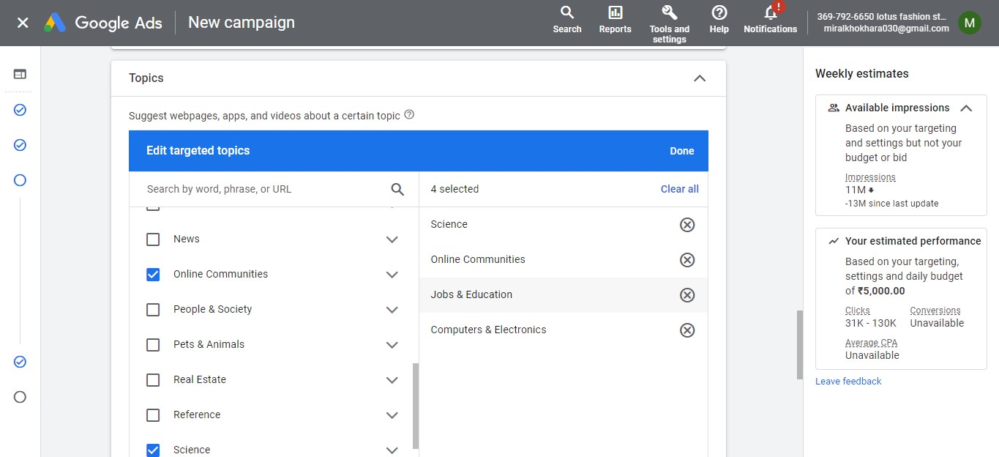 Google Ads
New campaign
Search
Reports
Tools and
settings
Help
!
Notifications
369-792-6650 lotus fashion st...
miralkhokhara030@gmail.com
M
Topics
Suggest webpages, apps, and videos about a certain topic
Edit targeted topics
Done
Search by word, phrase, or URL
4 selected
Clear all
News
Online Communities
People & Society
Pets & Animals
Real Estate
Reference
Science
Science
Online Communities
Jobs & Education
Computers & Electronics
Weekly estimates
Available impressions
Based on your targeting
and settings but not your
budget or bid
Impressions
11M
-13M since last update
Your estimated performance
Based on your targeting,
settings and daily budget
of ₹5,000.00
Clicks
31K - 130K
Conversions
Unavailable
Average CPA
Unavailable
Leave feedback